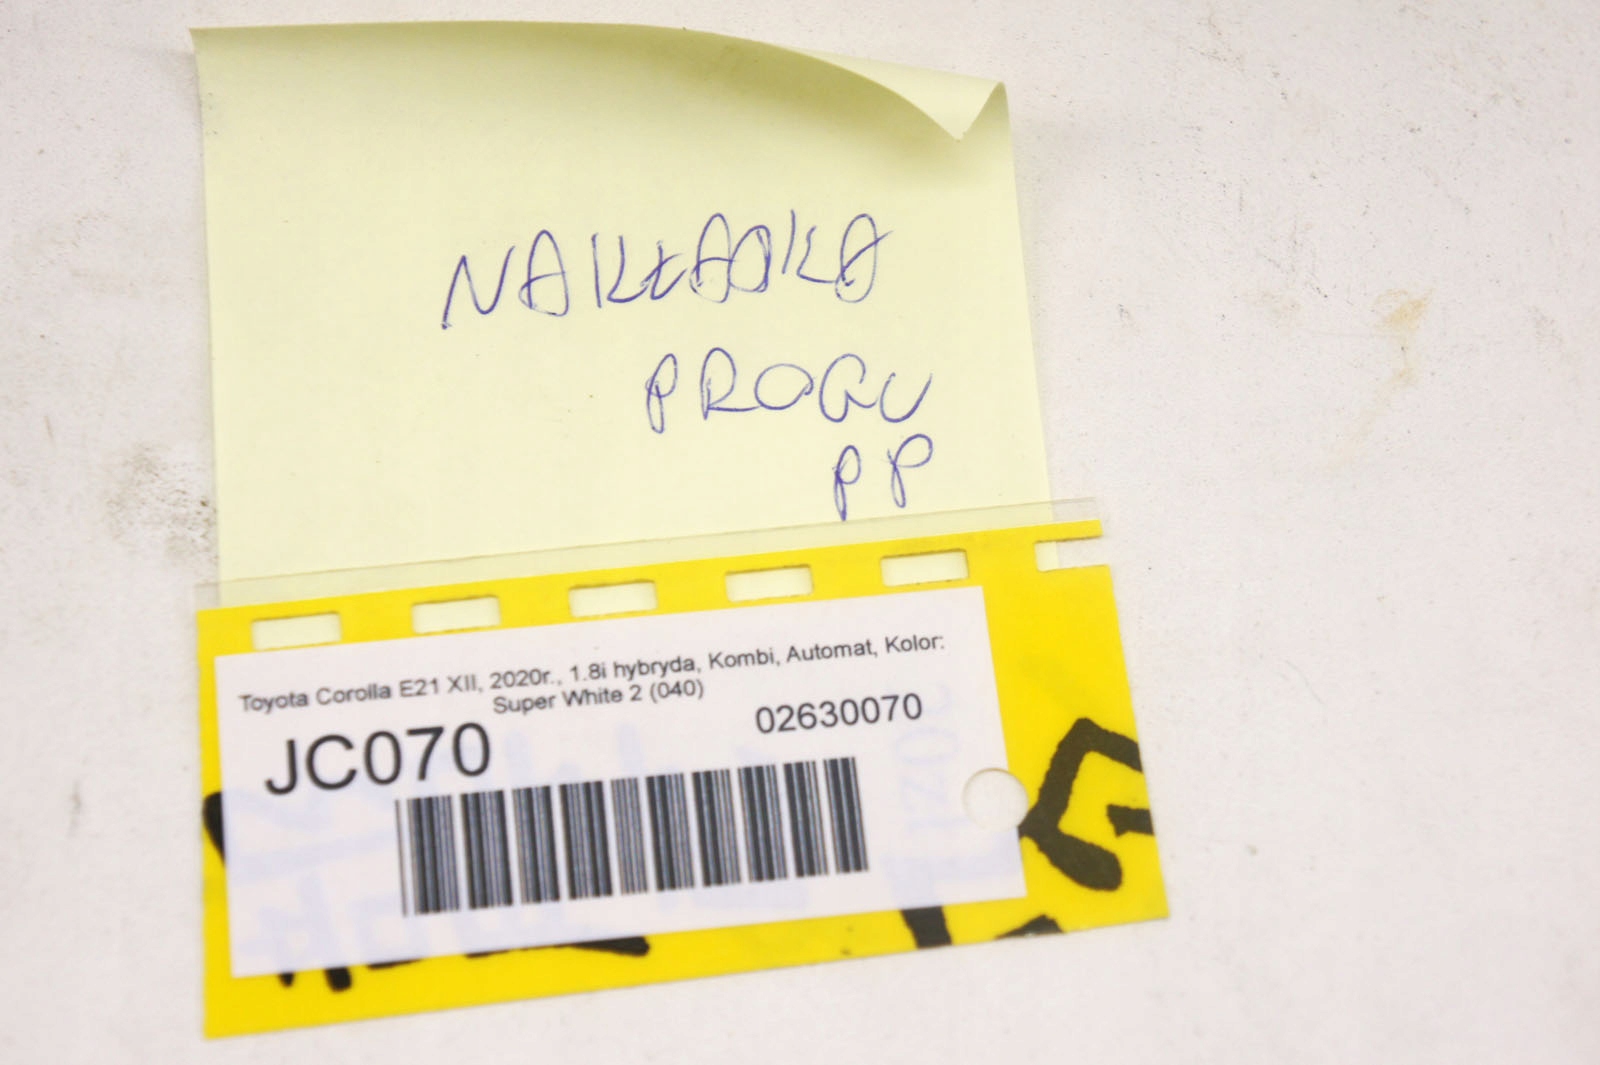 NAKŁADKA
PROGU
PP
Toyota Corolla E21 XII, 2020r., 1.8i hybryda, Kombi, Automat, Kolor:
Super White 2 (040)
JC070
02630070